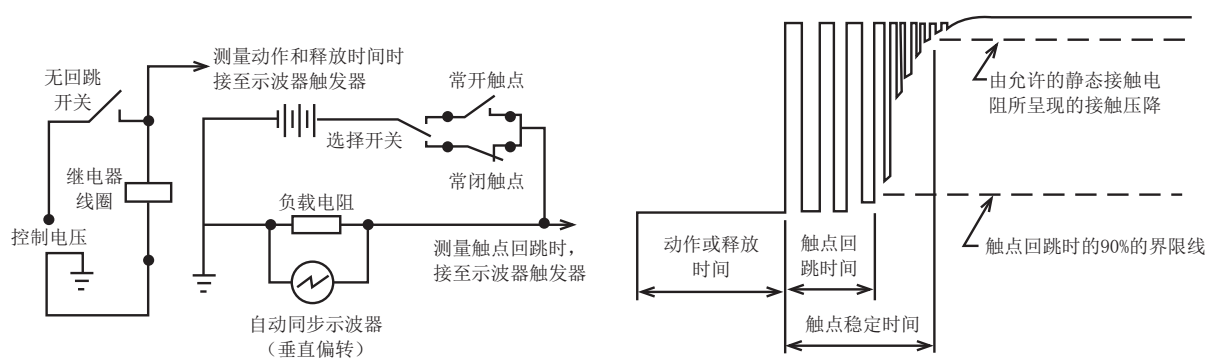 测量动作和释放时间时
接至示波器触发器
无回跳
开关
常开触点
选择开关
继电器
线圈
常闭触点
负载电阻
控制电压
测量触点回跳时，
接至示波器触发器
自动同步示波器
（垂直偏转）
由允许的静态接触电
阻所呈现的接触压降
动作或释放
时间
触点回
跳时间
触点回跳时的90%的界限线
触点稳定时间